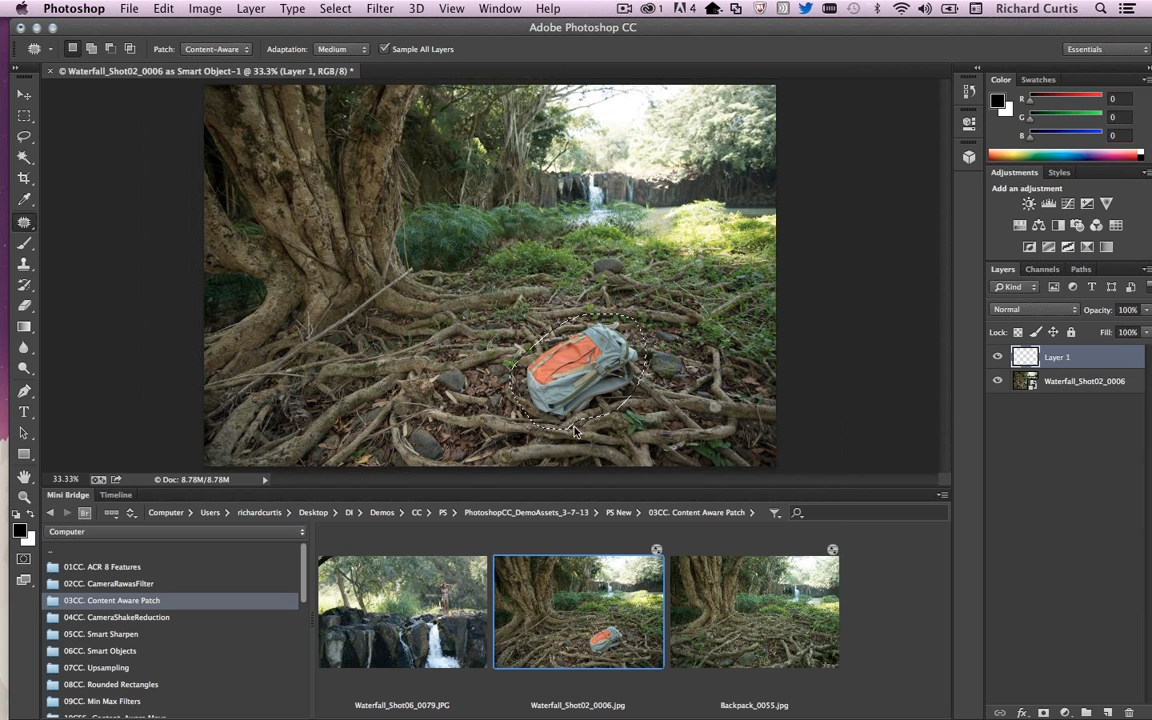 Photoshop File Edit Image Layer Type Select Filter 3D View Window Help 1 4 Richard Curtis
Adobe Photoshop CC
Patch: Content-Aware Adaptation: Medium Sample All Layers Essentials
© Waterfall_Shot02_0006 as Smart Object-1 @ 33.3% (Layer 1, RGB/8) *
Color Swatches
R 0
G 0
B 0
Adjustments Styles
Add an adjustment
Layers Channels Paths
Kind
Normal Opacity: 100%
Lock: Fill: 100%
Layer 1
Waterfall_Shot02_0006
33.33% © Doc: 8.78M/8.78M
Mini Bridge Timeline
Br Computer Users richardcurtis Desktop DI Demos CC PS PhotoshopCC_DemoAssets_3-7-13 PS New 03CC. Content Aware Patch
Computer
..
01CC. ACR 8 Features
02CC. CameraRawasFilter
03CC. Content Aware Patch
04CC. CameraShakeReduction
05CC. Smart Sharpen
06CC. Smart Objects
07CC. Upsampling
08CC. Rounded Rectangles
09CC. Min Max Filters
Waterfall_Shot06_0079.JPG
Waterfall_Shot02_0006.jpg
Backpack_0055.jpg